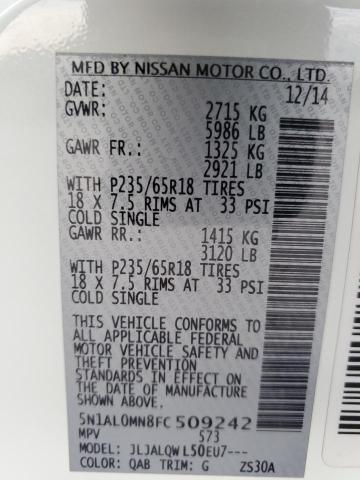 MFD BY NISSAN MOTOR CO., LTD.
DATE: 12/14
GVWR: 2715 KG
5986 LB
GAWR FR.: 1325 KG
2921 LB
WITH P235/65R18 TIRES
18 X 7.5 RIMS AT 33 PSI
COLD SINGLE
GAWR RR.: 1415 KG
3120 LB
WITH P235/65R18 TIRES
18 X 7.5 RIMS AT 33 PSI
COLD SINGLE
THIS VEHICLE CONFORMS TO
ALL APPLICABLE FEDERAL
MOTOR VEHICLE SAFETY AND
THEFT PREVENTION
STANDARDS IN EFFECT ON
THE DATE OF MANUFACTURE
SHOWN ABOVE.
5N1AL0MN8FC509242
MPV 573
MODEL: JLJALQWL50EU7---
COLOR: QAB TRIM: G ZS30A